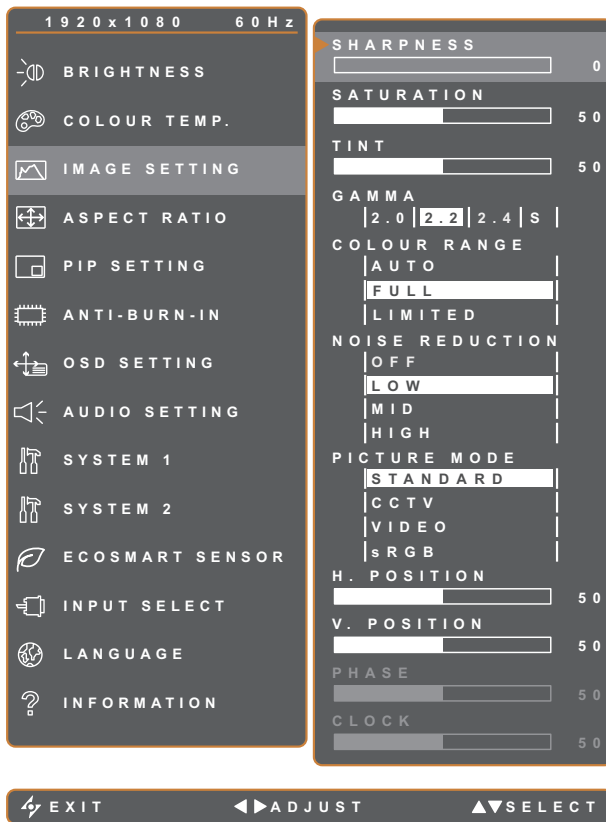 1920x1080 60Hz
BRIGHTNESS
COLOUR TEMP.
IMAGE SETTING
ASPECT RATIO
PIP SETTING
ANTI-BURN-IN
OSD SETTING
AUDIO SETTING
SYSTEM 1
SYSTEM 2
ECOSMART SENSOR
INPUT SELECT
LANGUAGE
INFORMATION
SHARPNESS
0
SATURATION
50
TINT
50
GAMMA
2.0 2.2 2.4 S
COLOUR RANGE
AUTO
FULL
LIMITED
NOISE REDUCTION
OFF
LOW
MID
HIGH
PICTURE MODE
STANDARD
CCTV
VIDEO
sRGB
H. POSITION
50
V. POSITION
50
PHASE
50
CLOCK
50
EXIT ADJUST SELECT